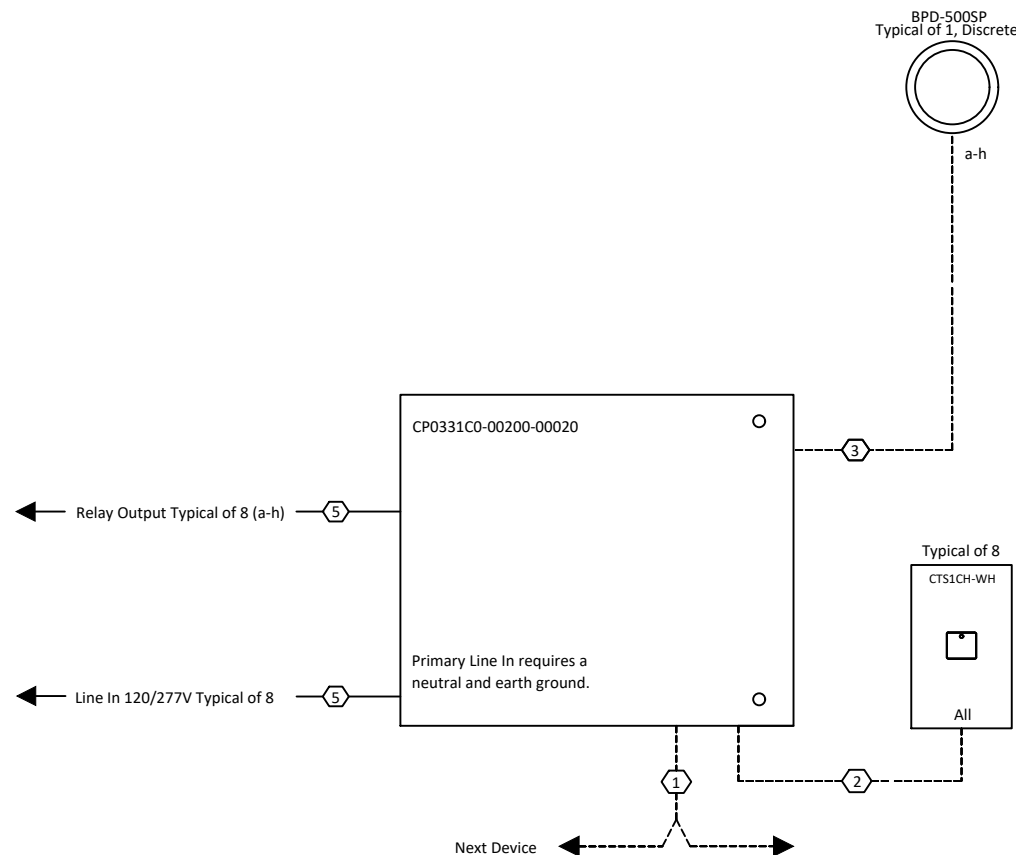 BPD-500SP
Typical of 1, Discrete
a-h
CP0331C0-00200-00020
3
Relay Output Typical of 8 (a-h)
5
Typical of 8
CTS1CH-WH
Primary Line In requires a
neutral and earth ground.
Line In 120/277V Typical of 8
5
All
1
2
Next Device